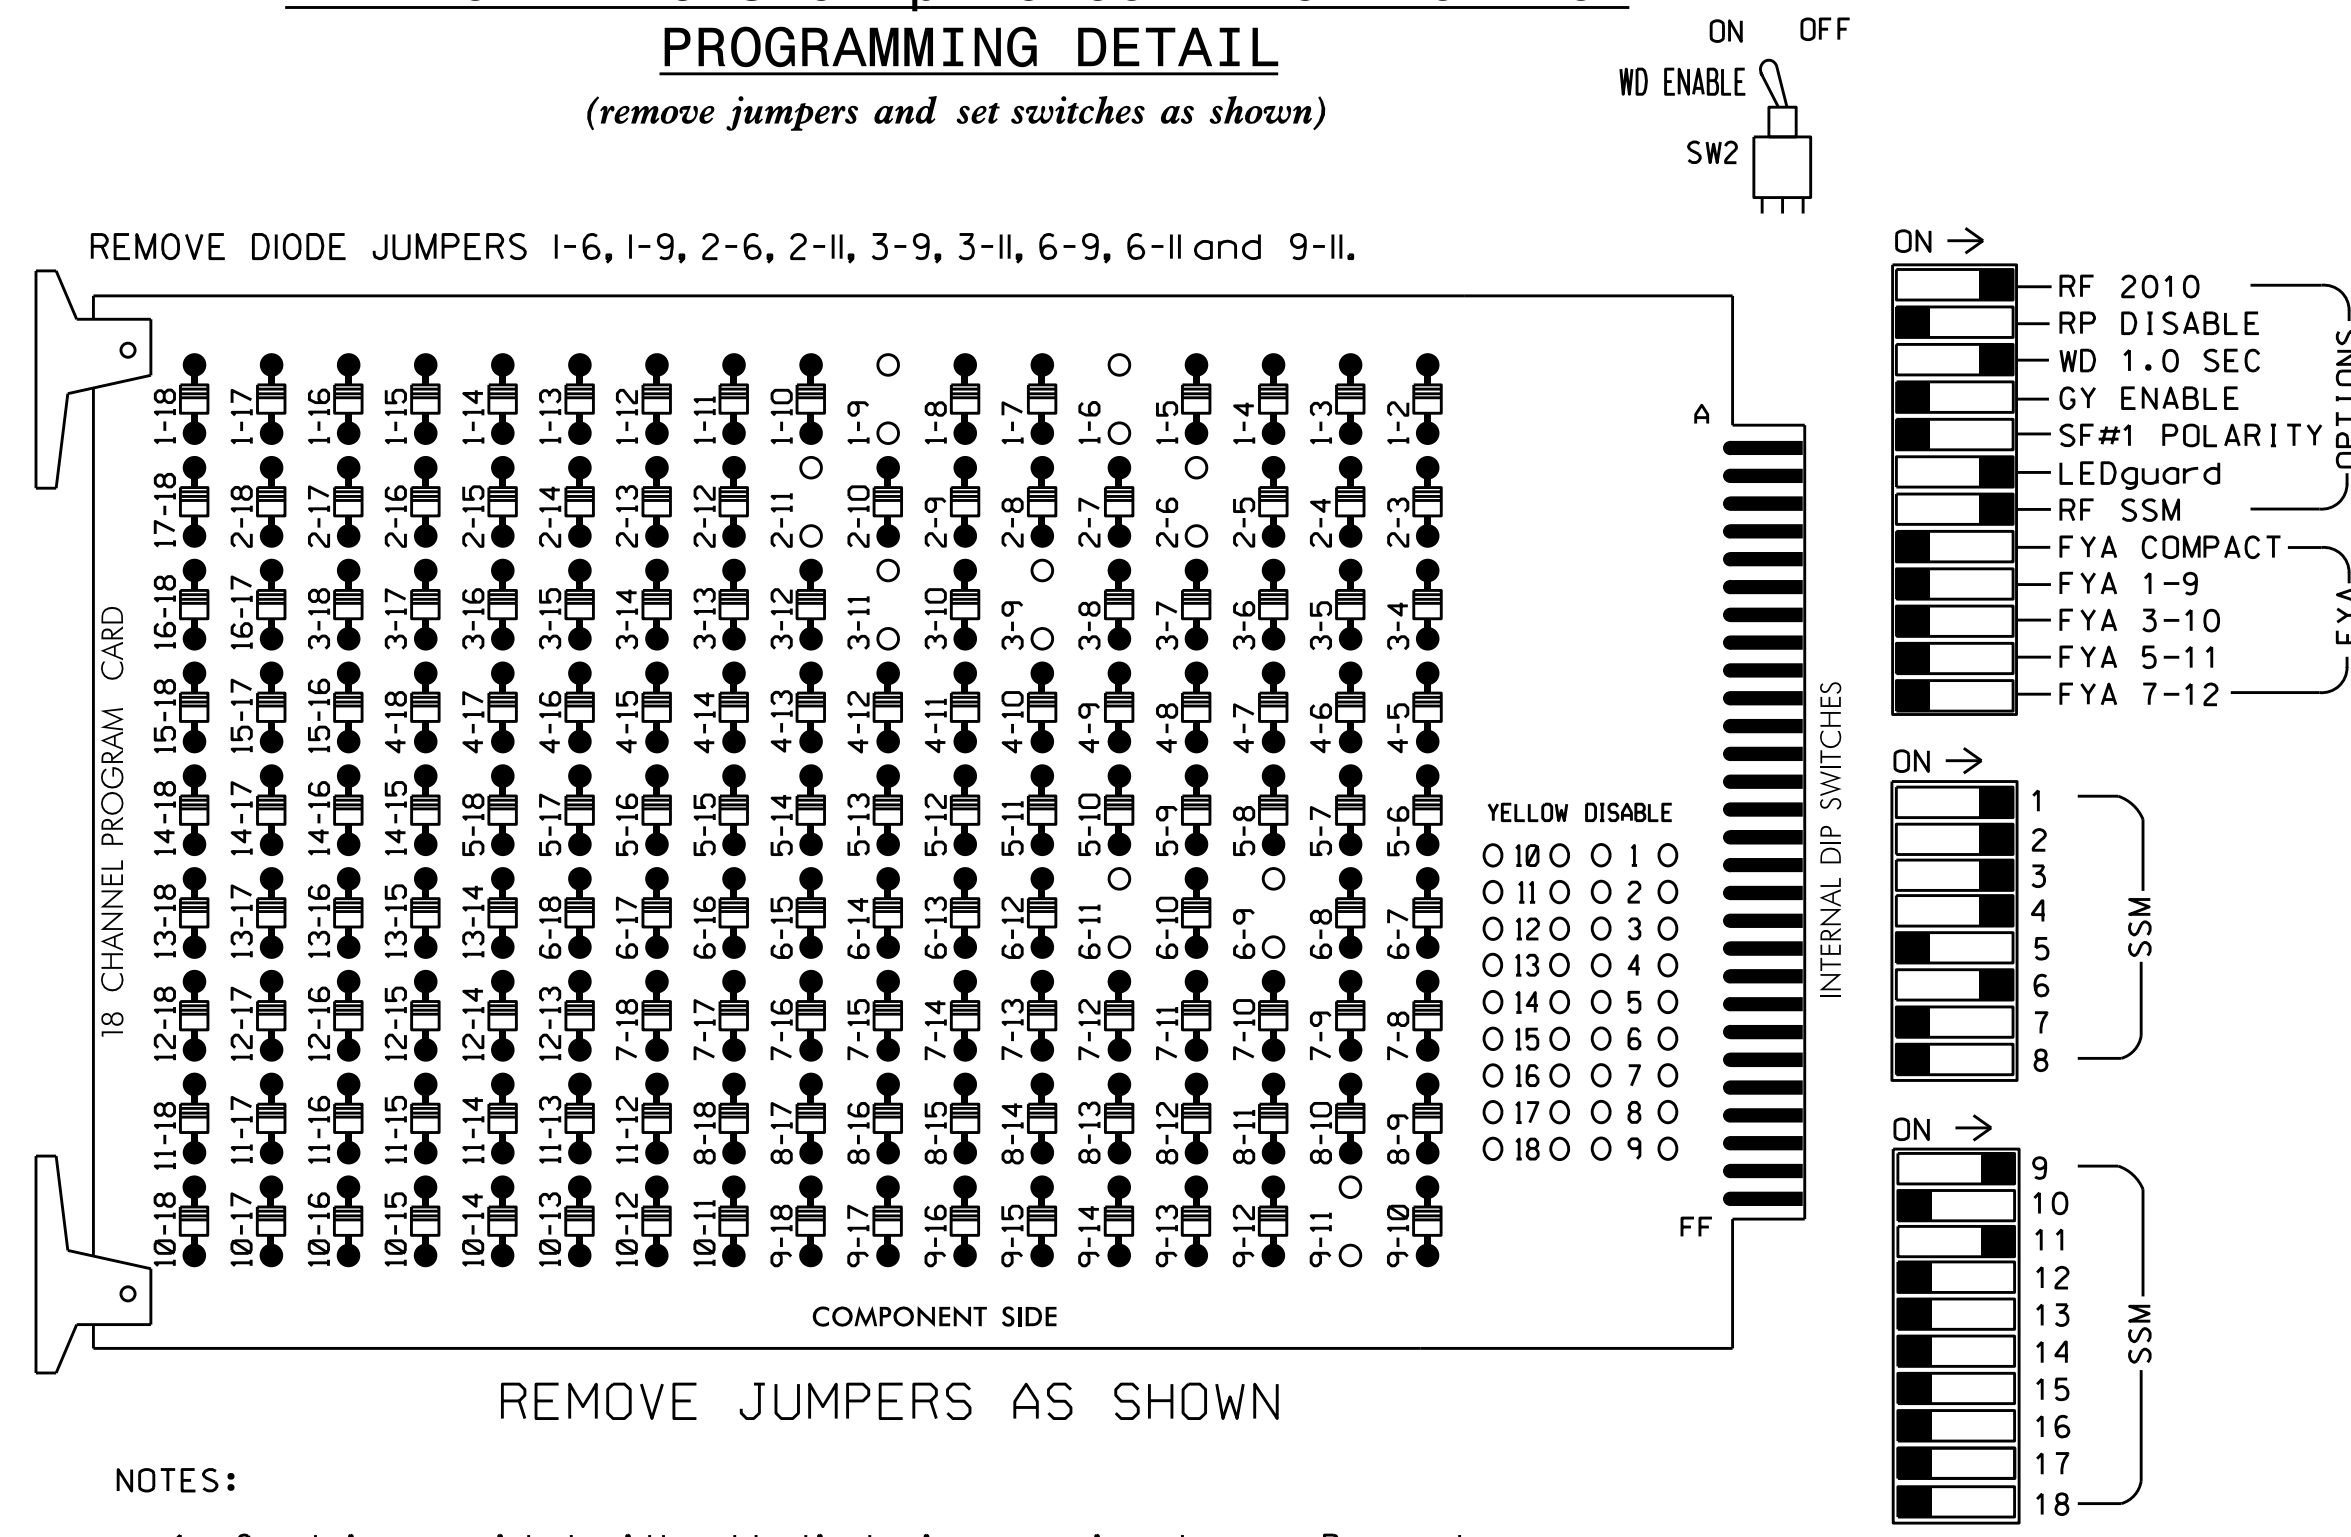 PROGRAMMING DETAIL
(remove jumpers and set switches as shown)
ON OFF
WD ENABLE
SW2
REMOVE DIODE JUMPERS 1-6, 1-9, 2-6, 2-11, 3-9, 3-11, 6-9, 6-11 and 9-11.
18 CHANNEL PROGRAM CARD
1-18 1-17 1-16 1-15 1-14 1-13 1-12 1-11 1-10 1-9 1-8 1-7 1-6 1-5 1-4 1-3 1-2
17-18 2-18 2-17 2-16 2-15 2-14 2-13 2-12 2-11 2-10 2-9 2-8 2-7 2-6 2-5 2-4 2-3
16-18 16-17 3-18 3-17 3-16 3-15 3-14 3-13 3-12 3-11 3-10 3-9 3-8 3-7 3-6 3-5 3-4
15-18 15-17 15-16 4-18 4-17 4-16 4-15 4-14 4-13 4-12 4-11 4-10 4-9 4-8 4-7 4-6 4-5
14-18 14-17 14-16 14-15 5-18 5-17 5-16 5-15 5-14 5-13 5-12 5-11 5-10 5-9 5-8 5-7 5-6
13-18 13-17 13-16 13-15 13-14 6-18 6-17 6-16 6-15 6-14 6-13 6-12 6-11 6-10 6-9 6-8 6-7
12-18 12-17 12-16 12-15 12-14 12-13 7-18 7-17 7-16 7-15 7-14 7-13 7-12 7-11 7-10 7-9 7-8
11-18 11-17 11-16 11-15 11-14 11-13 11-12 8-18 8-17 8-16 8-15 8-14 8-13 8-12 8-11 8-10 8-9
10-18 10-17 10-16 10-15 10-14 10-13 10-12 10-11 9-18 9-17 9-16 9-15 9-14 9-13 9-12 9-11 9-10
A
YELLOW DISABLE
10 1
11 2
12 3
13 4
14 5
15 6
16 7
17 8
18 9
FF
COMPONENT SIDE
INTERNAL DIP SWITCHES
ON →
RF 2010
RP DISABLE
WD 1.0 SEC
GY ENABLE
SF#1 POLARITY
LEDguard
RF SSM
OPTIONS
FYA COMPACT
FYA 1-9
FYA 3-10
FYA 5-11
FYA 7-12
FYA
ON →
1
2
3
4
5
6
7
8
SSM
ON →
9
10
11
12
13
14
15
16
17
18
SSM
REMOVE JUMPERS AS SHOWN
NOTES: